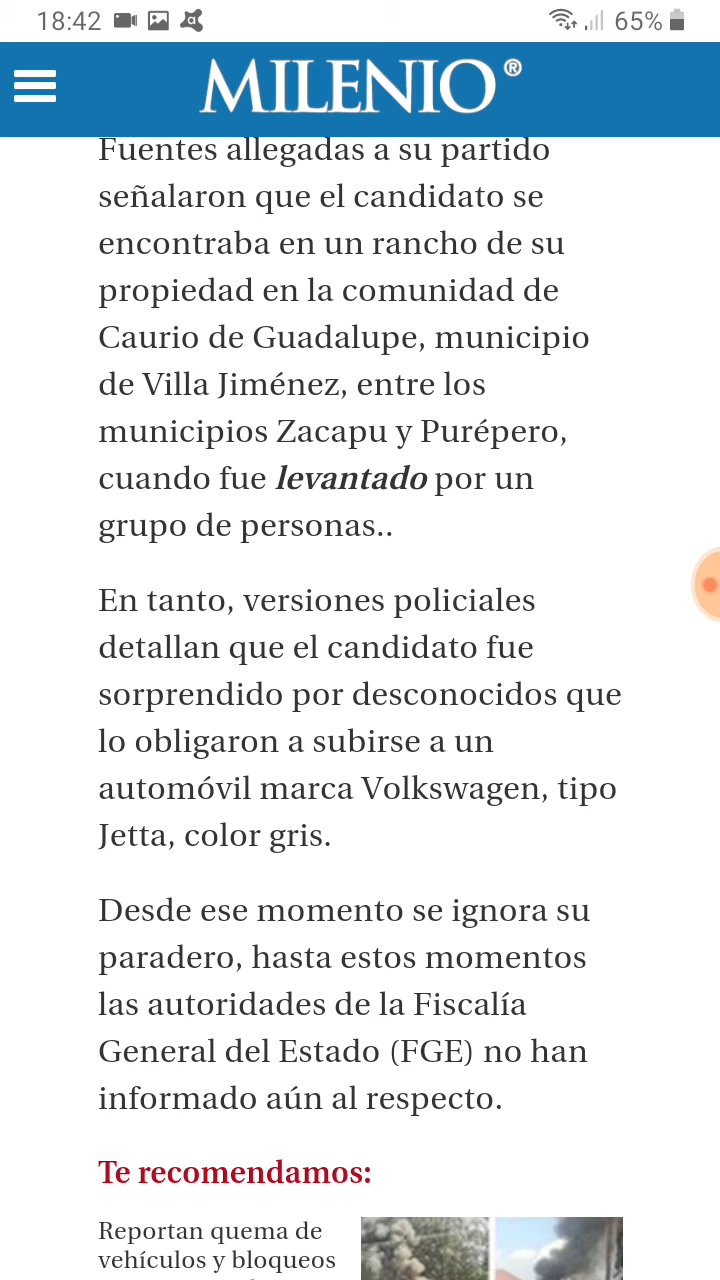 18:42
65%
MILENIO®
Fuentes allegadas a su partido
señalaron que el candidato se
encontraba en un rancho de su
propiedad en la comunidad de
Caurio de Guadalupe, municipio
de Villa Jiménez, entre los
municipios Zacapu y Purépero,
cuando fue levantado por un
grupo de personas..
En tanto, versiones policiales
detallan que el candidato fue
sorprendido por desconocidos que
lo obligaron a subirse a un
automóvil marca Volkswagen, tipo
Jetta, color gris.
Desde ese momento se ignora su
paradero, hasta estos momentos
las autoridades de la Fiscalía
General del Estado (FGE) no han
informado aún al respecto.
Te recomendamos:
Reportan quema de
vehículos y bloqueos